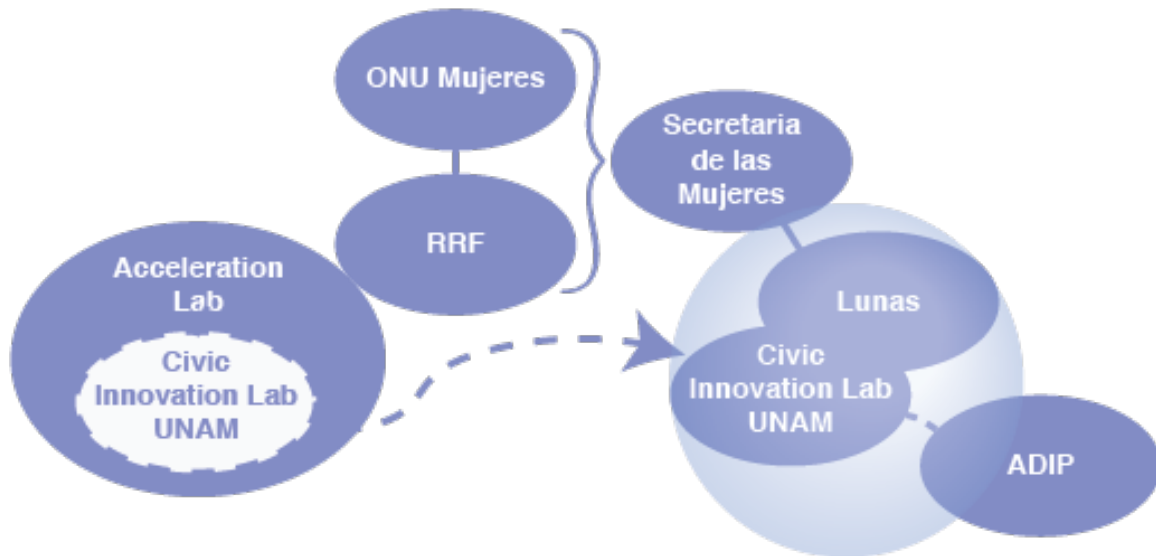 ONU Mujeres
RRF
Secretaria
de las
Mujeres
Acceleration
Lab
Civic
Innovation Lab
UNAM
Lunas
Civic
Innovation Lab
UNAM
ADIP